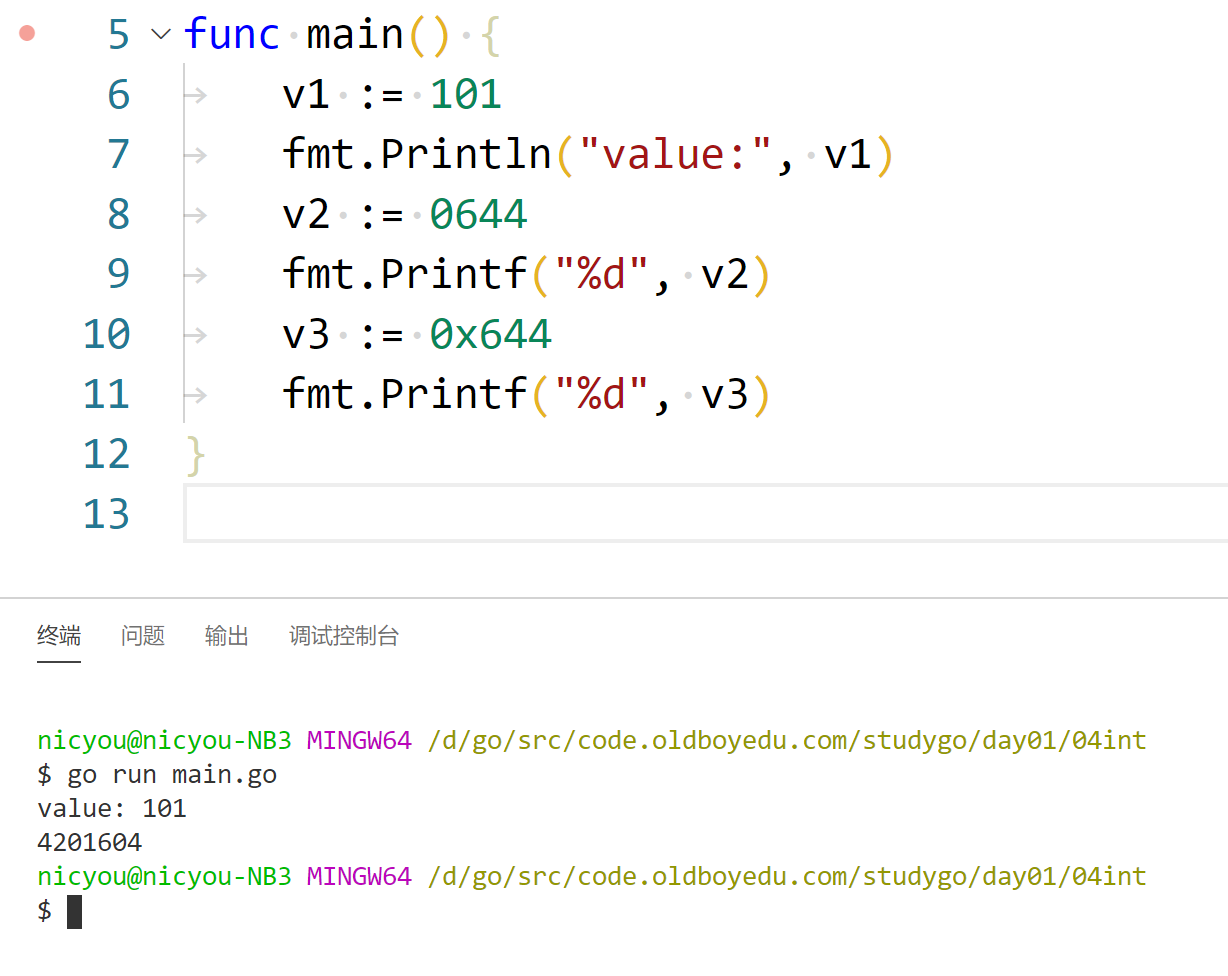 5 func main() {
6 v1 := 101
7 fmt.Println("value:", v1)
8 v2 := 0644
9 fmt.Printf("%d", v2)
10 v3 := 0x644
11 fmt.Printf("%d", v3)
12 }
13
终端 问题 输出 调试控制台
nicyou@nicyou-NB3 MINGW64 /d/go/src/code.oldboyedu.com/studygo/day01/04int
$ go run main.go
value: 101
4201604
nicyou@nicyou-NB3 MINGW64 /d/go/src/code.oldboyedu.com/studygo/day01/04int
$